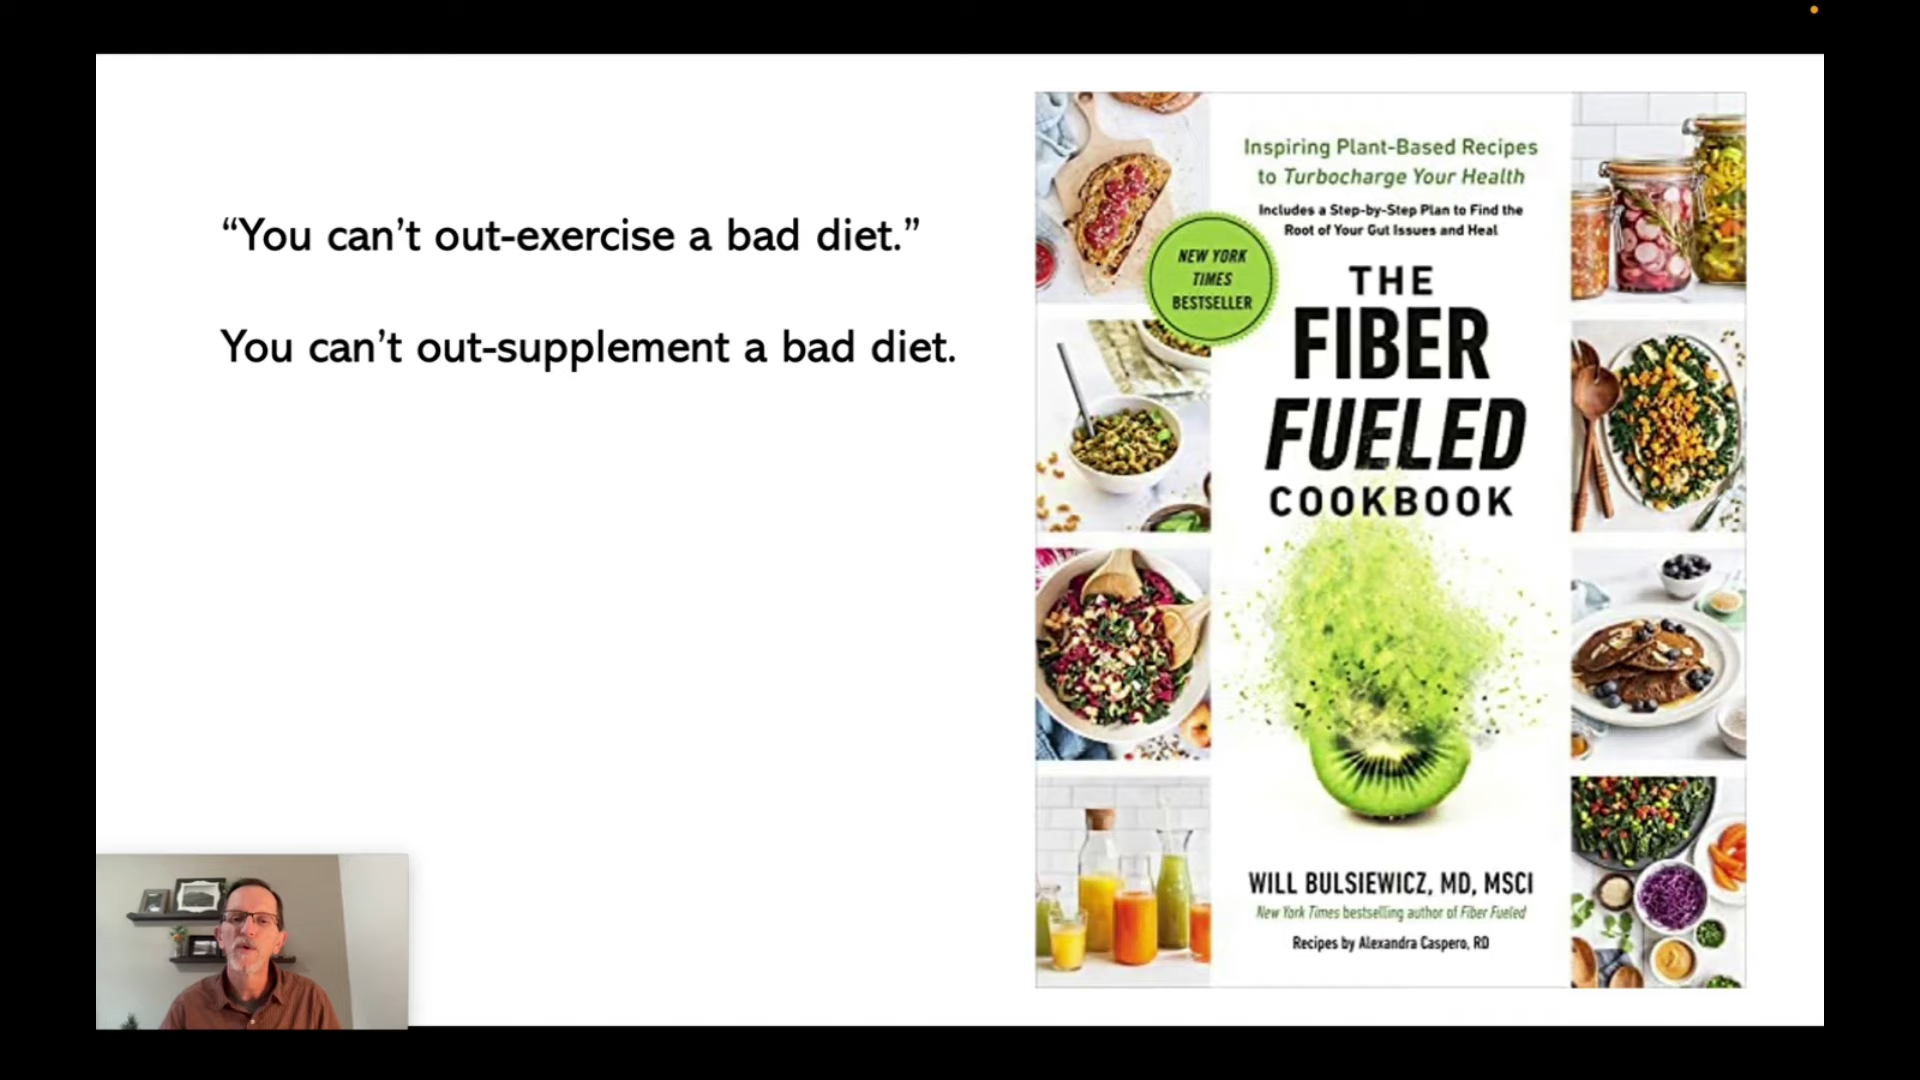 “You can’t out-exercise a bad diet.”
You can’t out-supplement a bad diet.
Inspiring Plant-Based Recipes
to Turbocharge Your Health
Includes a Step-by-Step Plan to Find the
Root of Your Gut Issues and Heal
NEW YORK
TIMES
BESTSELLER
THE
FIBER
FUELED
COOKBOOK
WILL BULSIEWICZ, MD, MSCI
New York Times bestselling author of Fiber Fueled
Recipes by Alexandra Caspero, RD